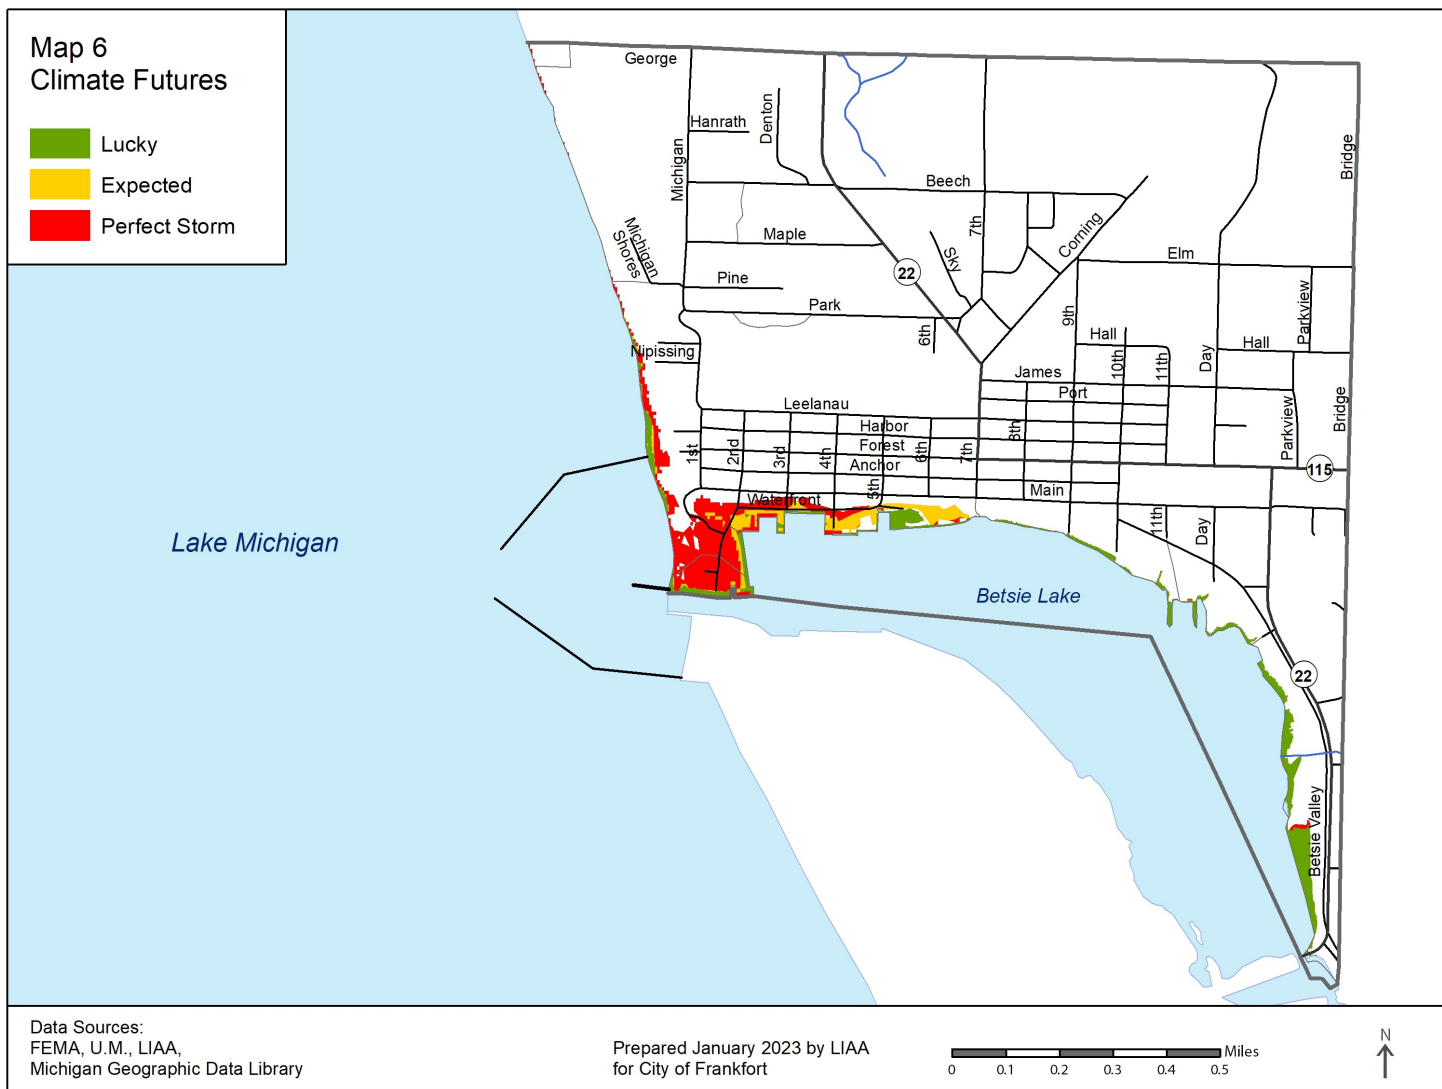 Map 6
Climate Futures
Lucky
Expected
Perfect Storm
George
Hanrath
Denton
Michigan
Bridge
Beech
7th
Corning
Michigan
Shores
Maple
Sky
Elm
22
Pine
Park
6th
9th
Parkview
Nipissing
Hall
Hall
10th
11th
Day
James
Port
Leelanau
Harbor
Forest
Anchor
8th
Parkview
Bridge
1st
2nd
3rd
4th
5th
6th
7th
115
Main
Waterfront
11th
Day
Lake Michigan
Betsie Lake
22
Betsie Valley
Data Sources:
FEMA, U.M., LIAA,
Michigan Geographic Data Library
Prepared January 2023 by LIAA
for City of Frankfort
Miles
0 0.1 0.2 0.3 0.4 0.5
N